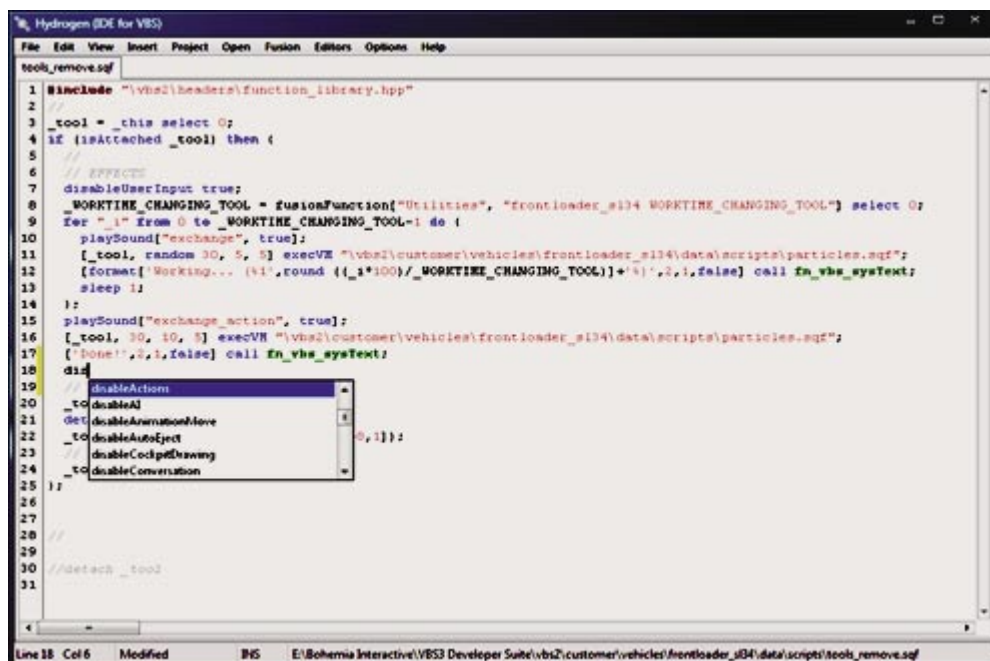 Hydrogen (IDE for VBS)
File Edit View Insert Project Open Fusion Editors Options Help
tools_remove.sqf
1 #include "\vbs2\headers\function_library.hpp"
2 //
3 _tool = _this select 0;
4 if (isAttached _tool) then {
5 //
6 // EFFECTS
7 disableUserInput true;
8 _WORKTIME_CHANGING_TOOL = fusionFunction["Utilities", "frontloader_sl34 WORKTIME_CHANGING_TOOL"] select 0;
9 for "_i" from 0 to _WORKTIME_CHANGING_TOOL-1 do {
10 playSound["exchange", true];
11 [_tool, random 30, 5, 5] execVM "\vbs2\customer\vehicles\frontloader_sl34\data\scripts\particles.sqf";
12 [format['Working... (%1',round ((_i*100)/_WORKTIME_CHANGING_TOOL)]+'%)',2,1,false] call fn_vbs_sysText;
13 sleep 1;
14 };
15 playSound["exchange_action", true];
16 [_tool, 30, 10, 5] execVM "\vbs2\customer\vehicles\frontloader_sl34\data\scripts\particles.sqf";
17 ['Done!',2,1,false] call fn_vbs_sysText;
18 dis
19 // disableActions
20 _to disableAI
21 det disableAnimationMove
22 _to disableAutoEject 0,1]);
23 // disableCockpitDrawing
24 _to disableConversation
25 };
26
27
28 //
29
30 //detach _tool
31
Line 18 Col 6 Modified INS E:\Bohemia Interactive\VBS3 Developer Suite\vbs2\customer\vehicles\frontloader_sl34\data\scripts\tools_remove.sqf